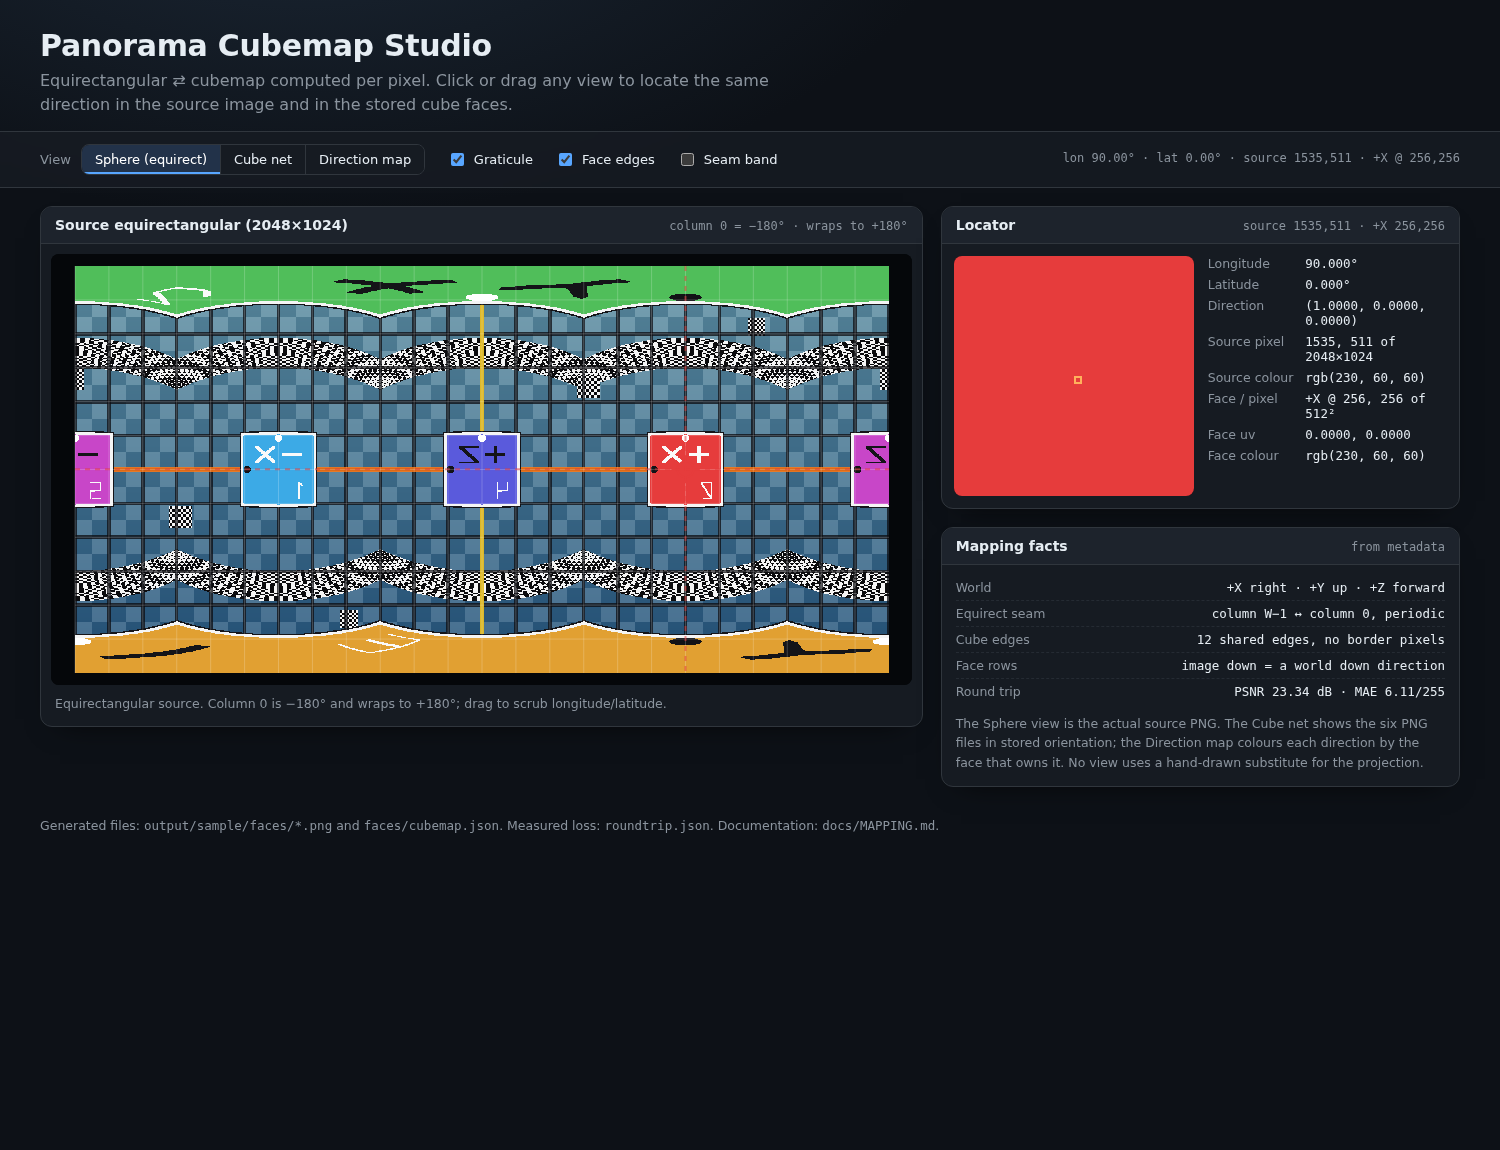 Panorama Cubemap Studio
Equirectangular ⇄ cubemap computed per pixel. Click or drag any view to locate the same
direction in the source image and in the stored cube faces.
View Sphere (equirect) Cube net Direction map Graticule Face edges Seam band lon 90.00° · lat 0.00° · source 1535,511 · +X @ 256,256
Source equirectangular (2048×1024) column 0 = −180° · wraps to +180°
−X +Z +X
1 4
Equirectangular source. Column 0 is −180° and wraps to +180°; drag to scrub longitude/latitude.
Locator source 1535,511 · +X 256,256
Longitude 90.000°
Latitude 0.000°
Direction (1.0000, 0.0000,
0.0000)
Source pixel 1535, 511 of
2048×1024
Source colour rgb(230, 60, 60)
Face / pixel +X @ 256, 256 of
512²
Face uv 0.0000, 0.0000
Face colour rgb(230, 60, 60)
Mapping facts from metadata
World +X right · +Y up · +Z forward
Equirect seam column W−1 ↔ column 0, periodic
Cube edges 12 shared edges, no border pixels
Face rows image down = a world down direction
Round trip PSNR 23.34 dB · MAE 6.11/255
The Sphere view is the actual source PNG. The Cube net shows the six PNG
files in stored orientation; the Direction map colours each direction by the
face that owns it. No view uses a hand-drawn substitute for the projection.
Generated files: output/sample/faces/*.png and faces/cubemap.json. Measured loss: roundtrip.json. Documentation: docs/MAPPING.md.